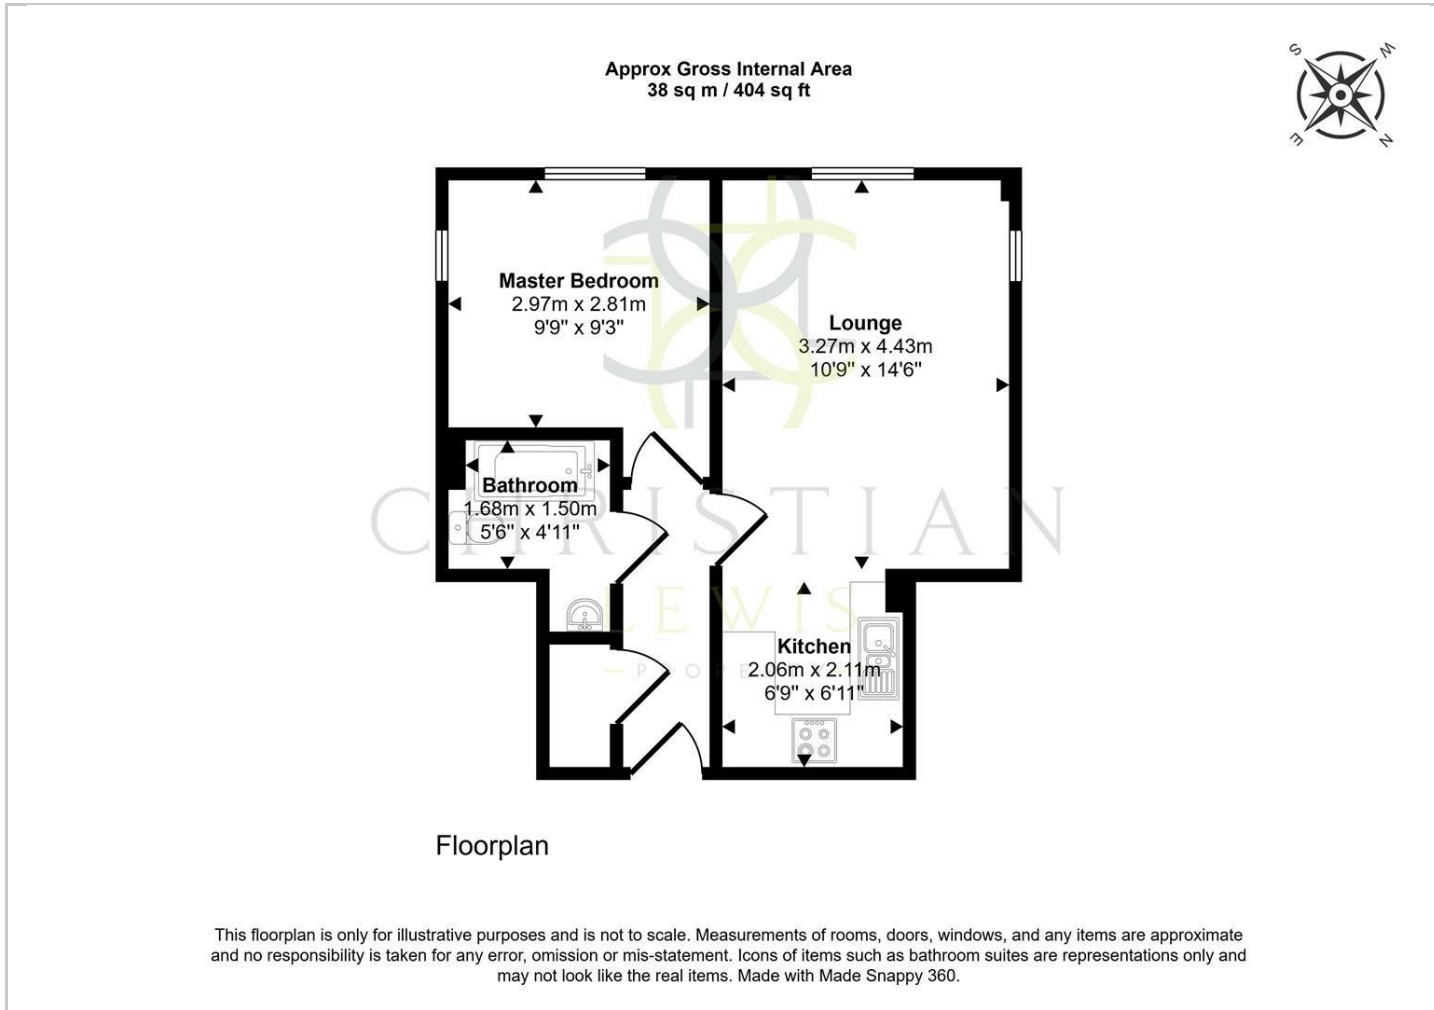 Approx Gross Internal Area
38 sq m / 404 sq ft
S
W
E
N
Master Bedroom
2.97m x 2.81m
9'9" x 9'3"
Lounge
3.27m x 4.43m
10'9" x 14'6"
Bathroom
1.68m x 1.50m
5'6" x 4'11"
CHRISTIAN
LEWIS
Kitchen
2.06m x 2.11m
6'9" x 6'11"
Floorplan
This floorplan is only for illustrative purposes and is not to scale. Measurements of rooms, doors, windows, and any items are approximate
and no responsibility is taken for any error, omission or mis-statement. Icons of items such as bathroom suites are representations only and
may not look like the real items. Made with Made Snappy 360.